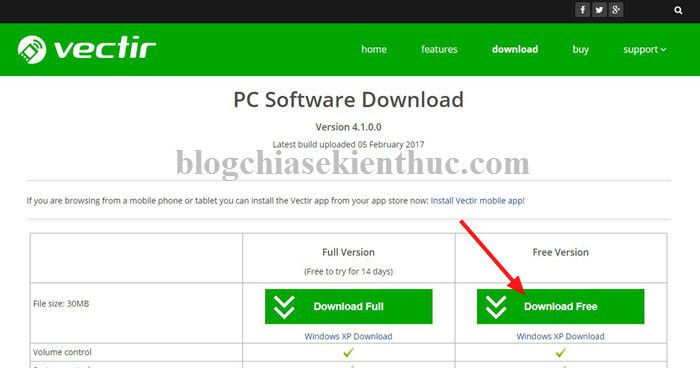 vectir
home features download buy support
PC Software Download
Version 4.1.0.0
Latest build uploaded 05 February 2017
blogchiasekienthuc.com
If you are browsing from a mobile phone or tablet you can install the Vectir app from your app store now: Install Vectir mobile app!
Full Version Free Version
(Free to try for 14 days)
File size: 30MB Download Full Download Free
Windows XP Download Windows XP Download
Volume control